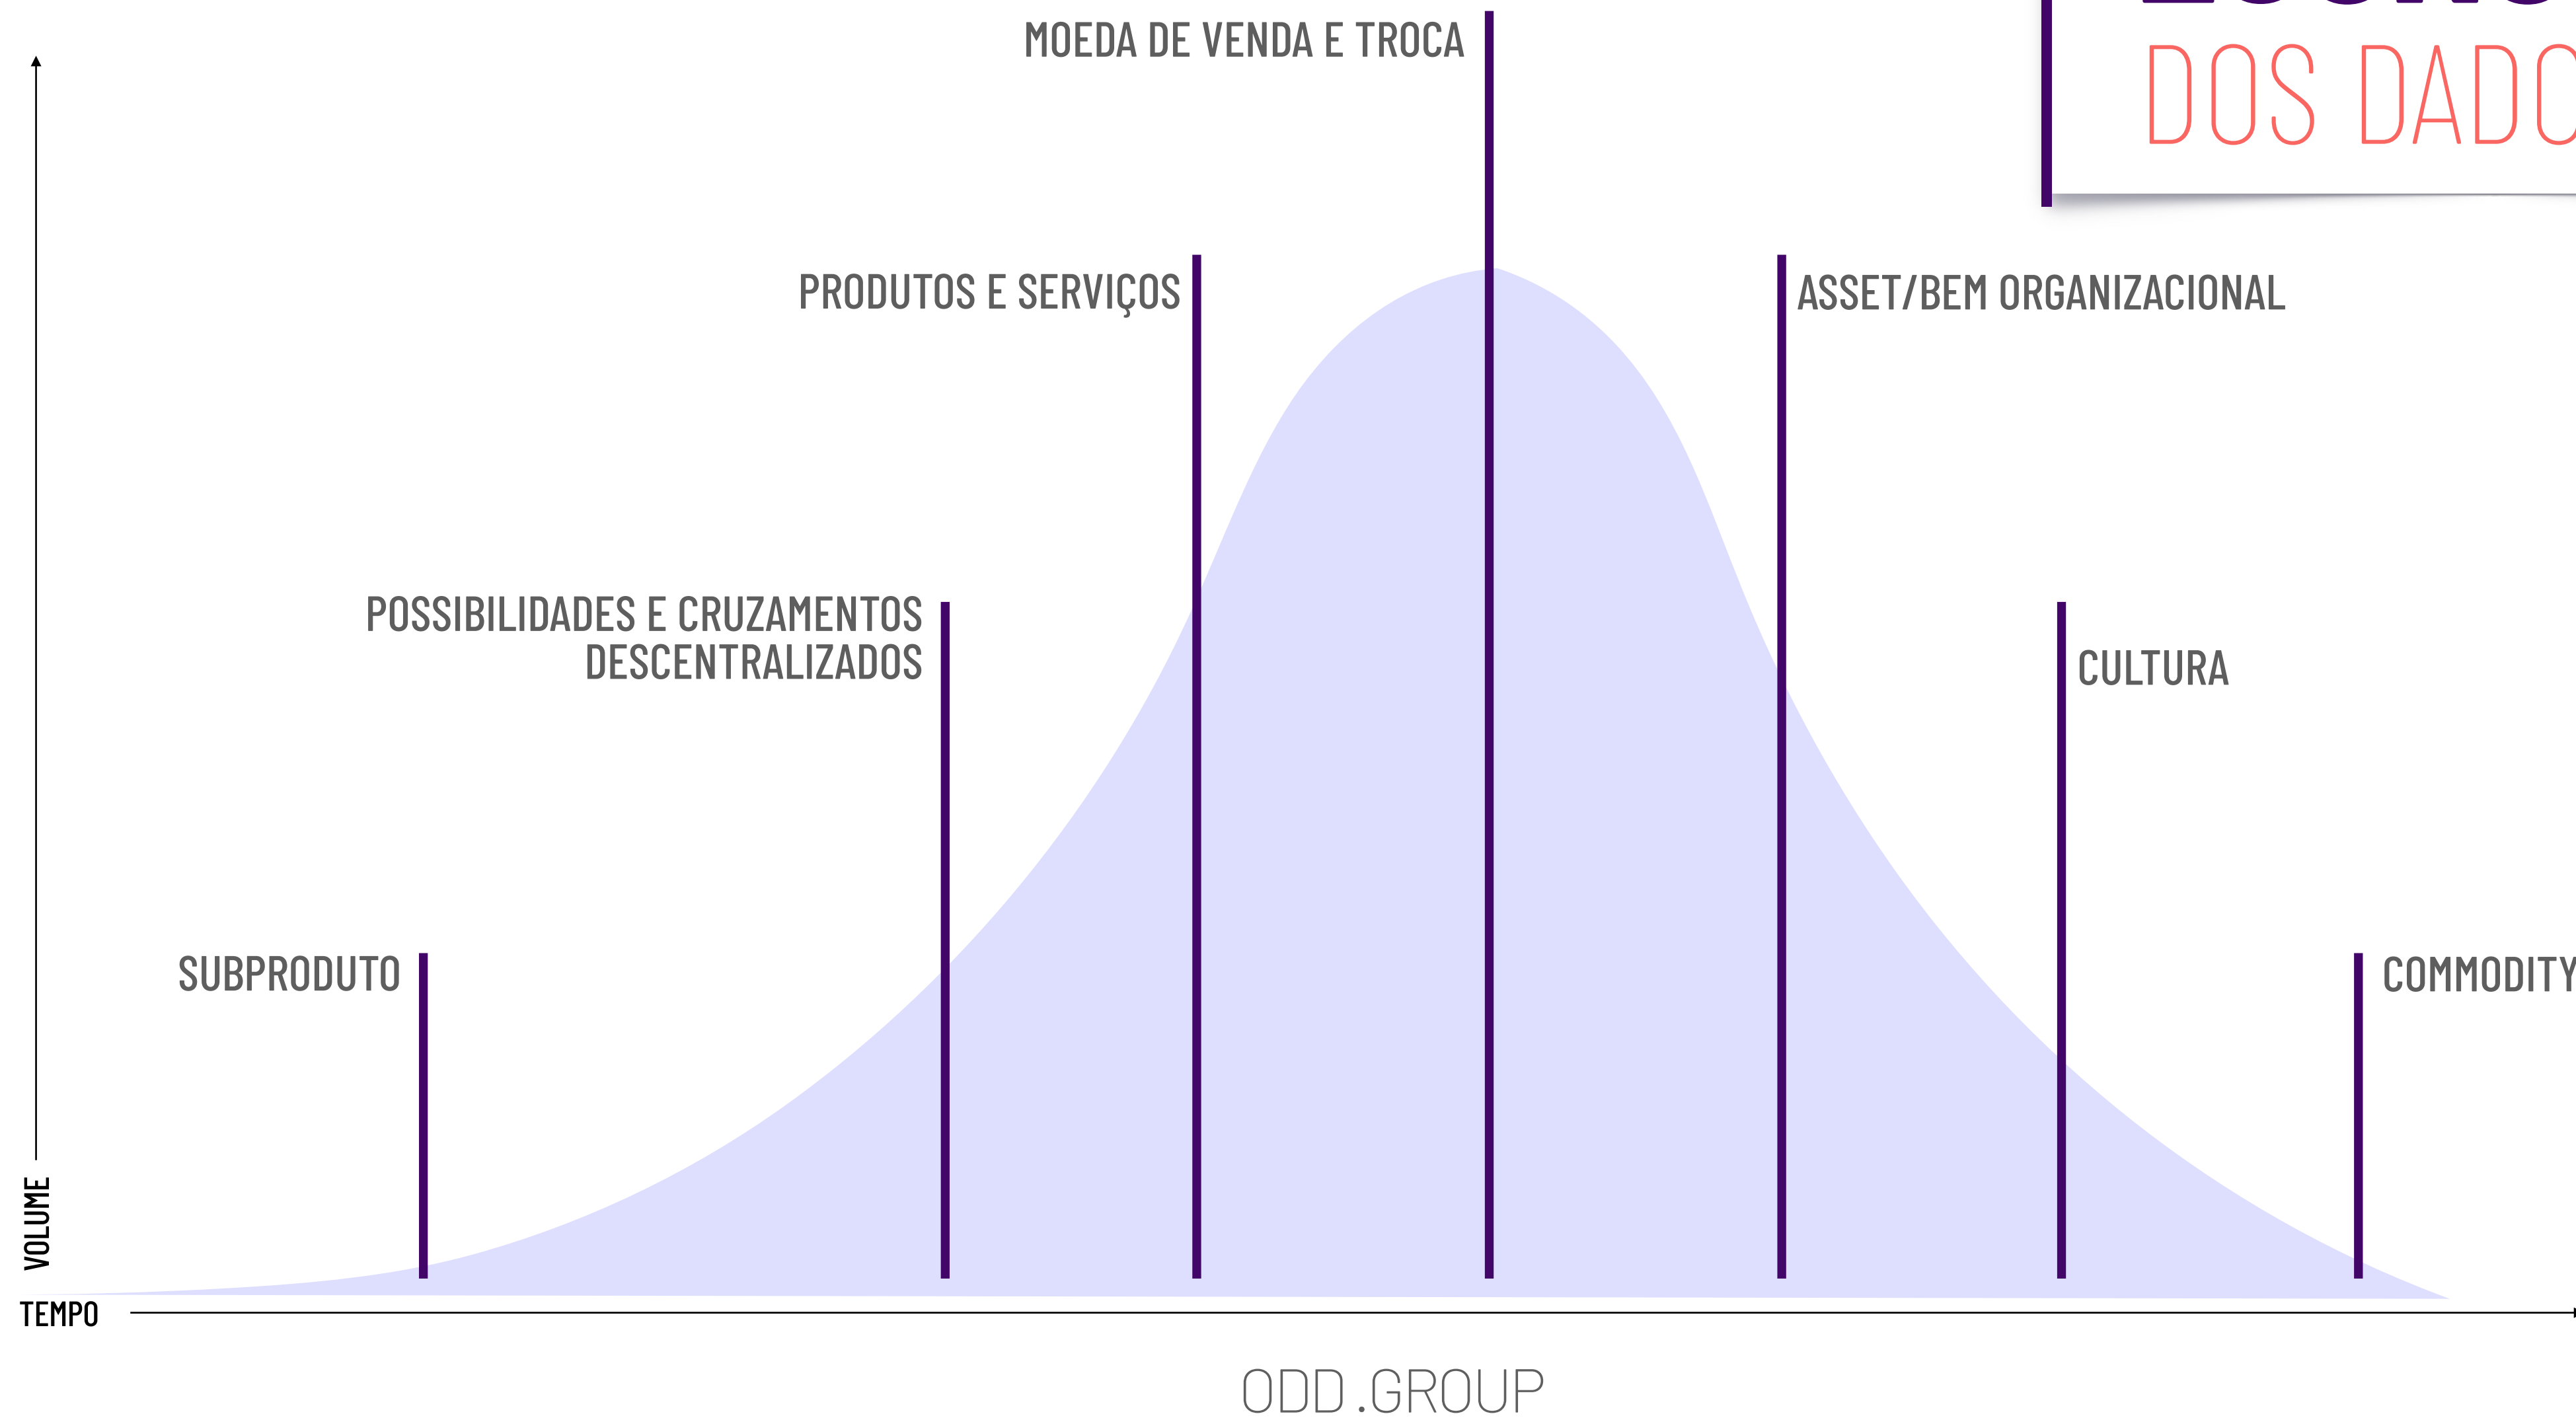 DOS
MOEDA DE VENDA E TROCA
PRODUTOS E SERVIÇOS
ASSET/BEM ORGANIZACIONAL
POSSIBILIDADES E CRUZAMENTOS
DESCENTRALIZADOS
CULTURA
SUBPRODUTO
COMMODITY
VOLUME
TEMPO
ODD.GROUP